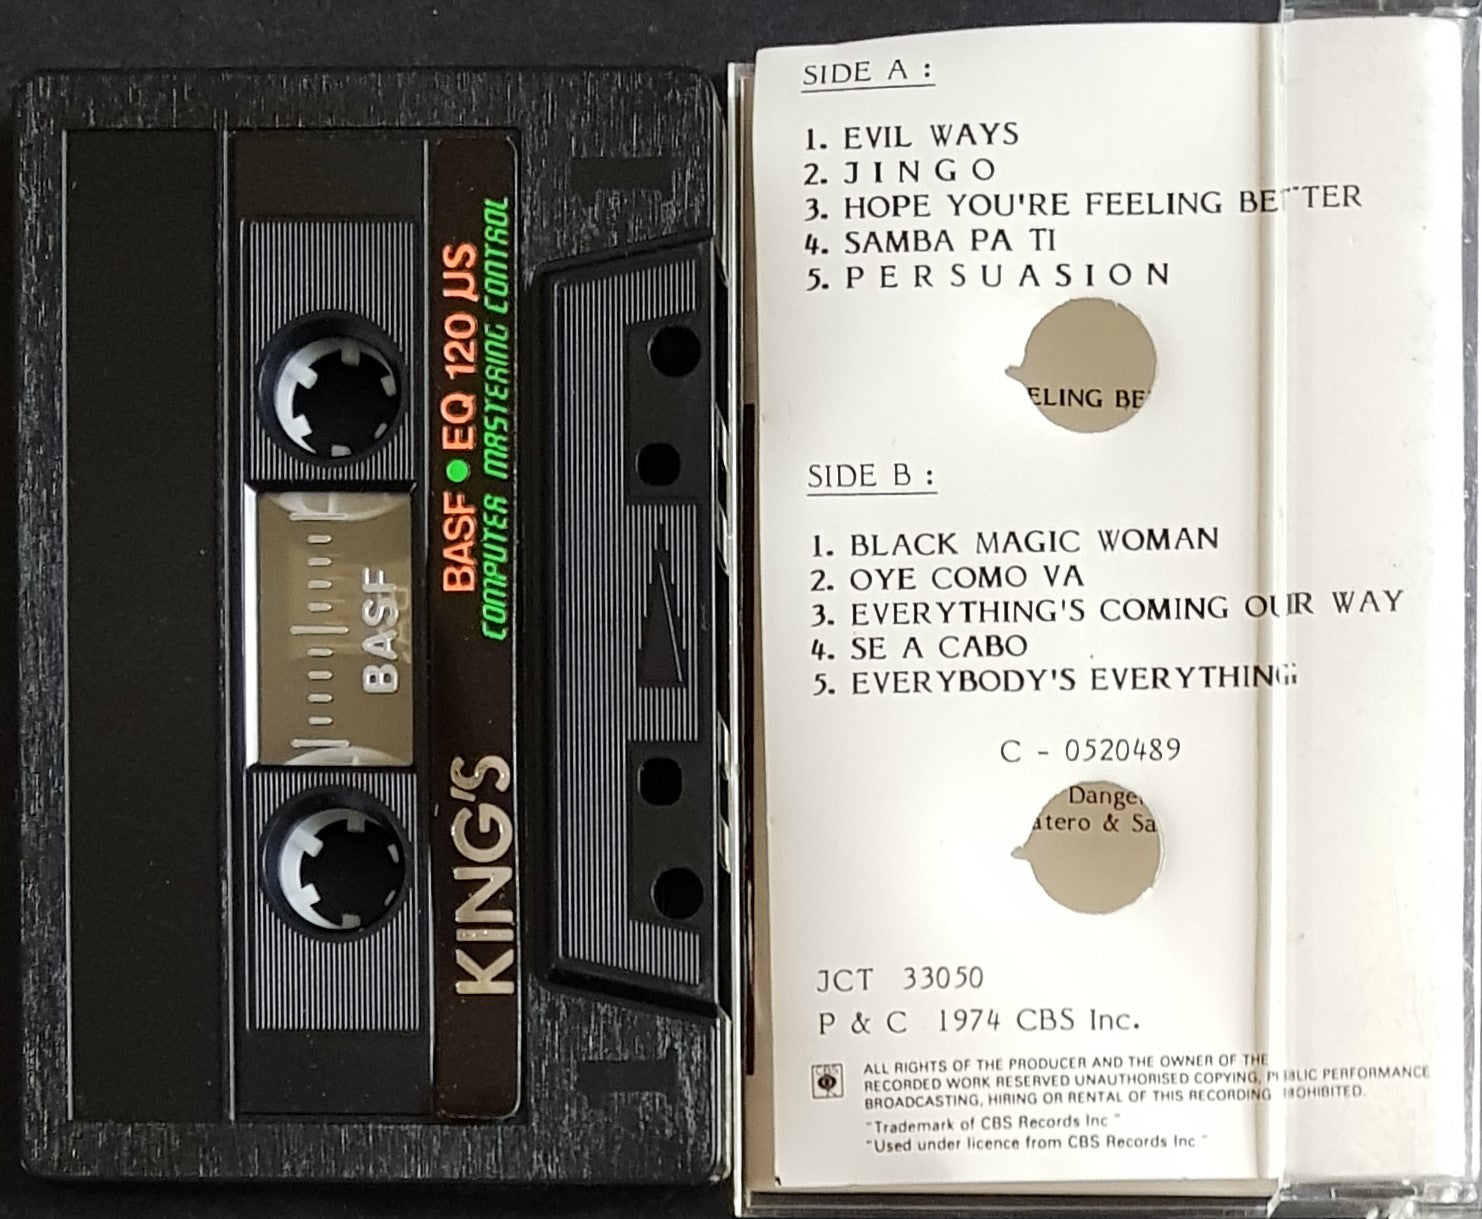 BASF
BASF • EQ 120 µS
COMPUTER MASTERING CONTROL
KING'S
SIDE A :
1. EVIL WAYS
2. JINGO
3. HOPE YOU'RE FEELING BETTER
4. SAMBA PA TI
5. PERSUASION
ELING BE
SIDE B :
1. BLACK MAGIC WOMAN
2. OYE COMO VA
3. EVERYTHING'S COMING OUR WAY
4. SE A CABO
5. EVERYBODY'S EVERYTHING
C - 0520489
Dange
atero & Sa
JCT 33050
P & C 1974 CBS Inc.
CBS
ALL RIGHTS OF THE PRODUCER AND THE OWNER OF THE
RECORDED WORK RESERVED UNAUTHORISED COPYING, PUBLIC PERFORMANCE
BROADCASTING, HIRING OR RENTAL OF THIS RECORDING PROHIBITED.
"Trademark of CBS Records Inc"
"Used under licence from CBS Records Inc"